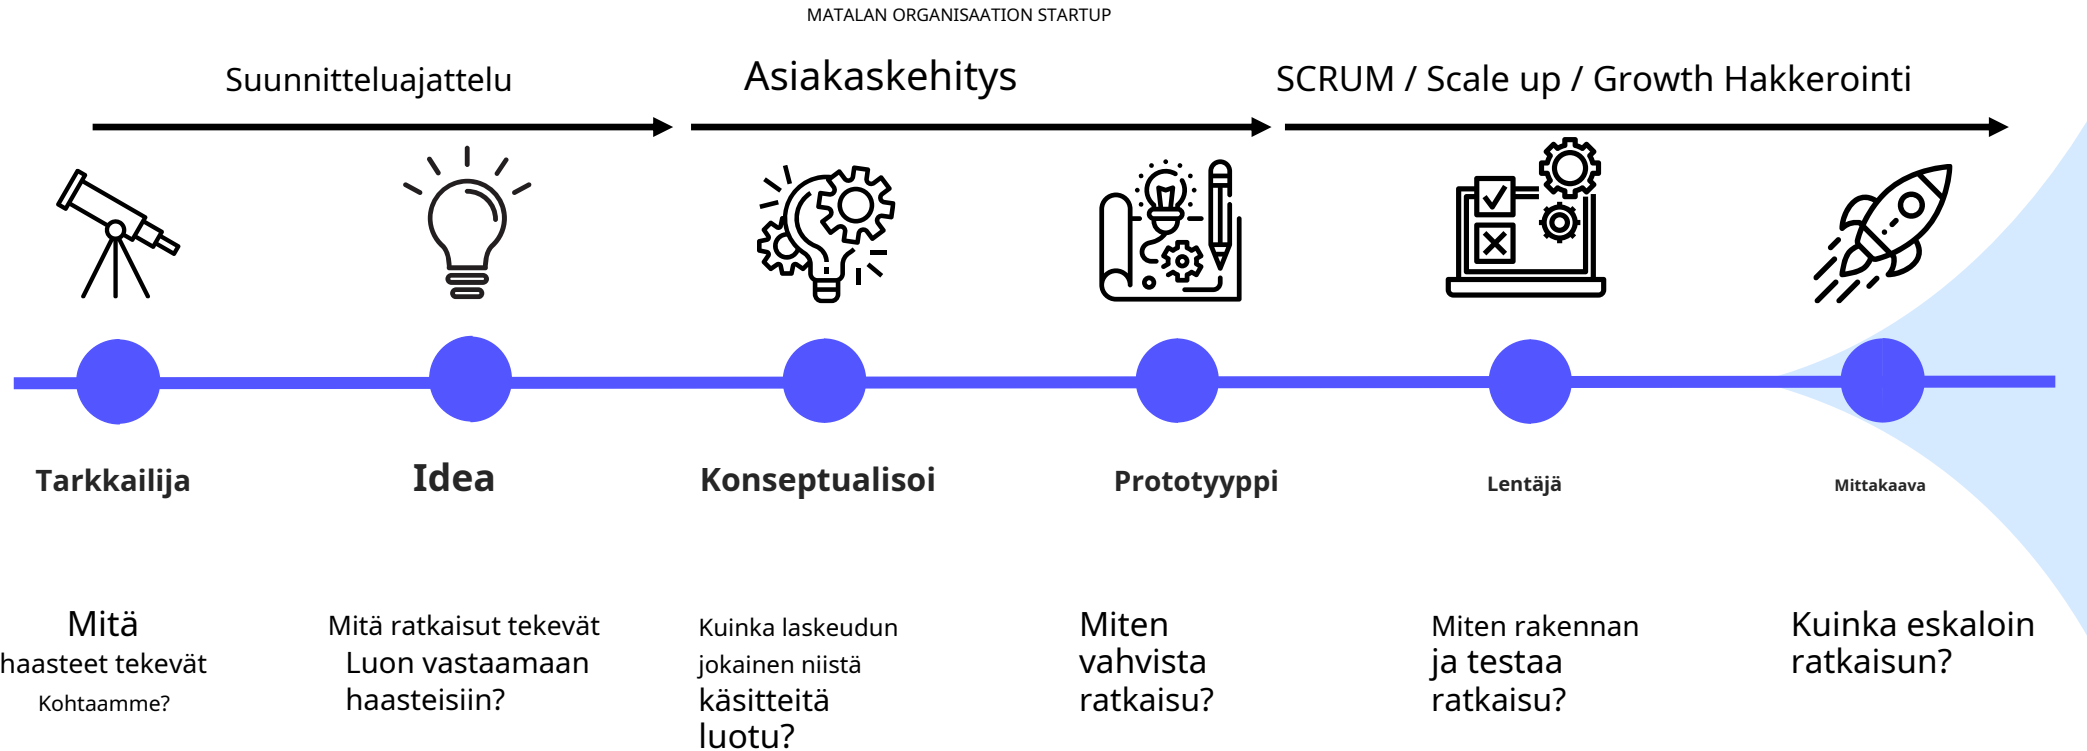 MATALAN ORGANISAATION STARTUP
Suunnitteluajattelu
Asiakaskehitys
SCRUM / Scale up / Growth Hakkerointi
Tarkkailija
Idea
Konseptualisoi
Prototyyppi
Lentäjä
Mittakaava
Mitä
haasteet tekevät
Kohtaamme?
Mitä ratkaisut tekevät
Luon vastaamaan
haasteisiin?
Kuinka laskeudun
jokainen niistä
käsitteitä
luotu?
Miten
vahvista
ratkaisu?
Miten rakennan
ja testaa
ratkaisu?
Kuinka eskaloin
ratkaisun?